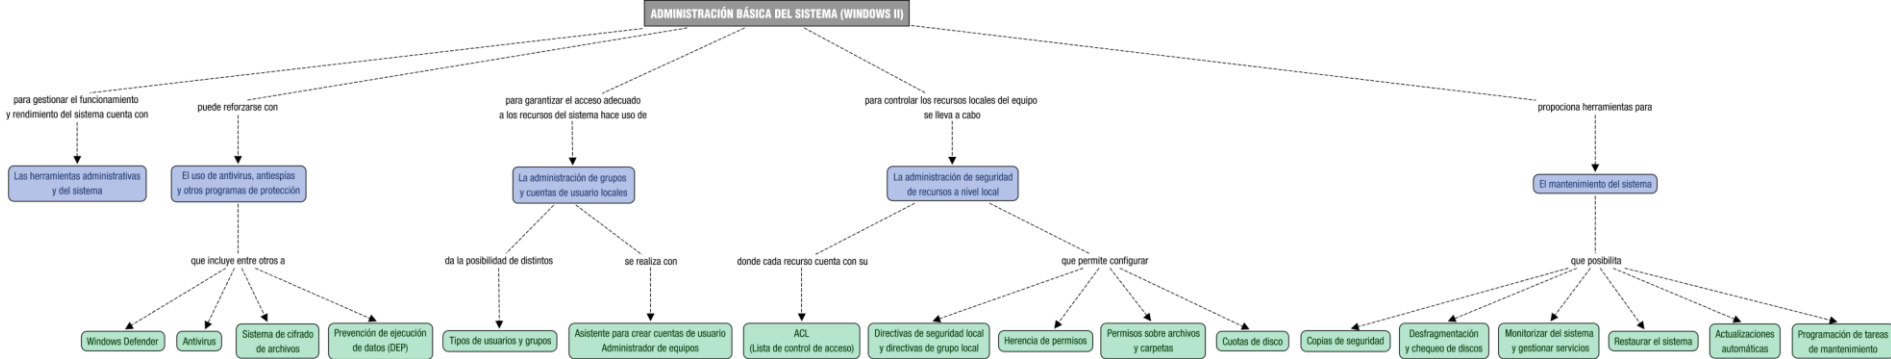 ADMINISTRACIÓN BÁSICA DEL SISTEMA (WINDOWS II)
para gestionar el funcionamiento
y rendimiento del sistema cuenta con
puede reforzarse con
para garantizar el acceso adecuado
a los recursos del sistema hace uso de
para controlar los recursos locales del equipo
se lleva a cabo
propociona herramientas para
Las herramientas administrativas
y del sistema
El uso de antivirus, antiespías
y otros programas de protección
La administración de grupos
y cuentas de usuario locales
La administración de seguridad
de recursos a nivel local
El mantenimiento del sistema
que incluye entre otros a
da la posibilidad de distintos
se realiza con
donde cada recurso cuenta con su
que permite configurar
que posibilita
Windows Defender
Antivirus
Sistema de cifrado
de archivos
Prevención de ejecución
de datos (DEP)
Tipos de usuarios y grupos
Asistente para crear cuentas de usuario
Administrador de equipos
ACL
(Lista de control de acceso)
Directivas de seguridad local
y directivas de grupo local
Herencia de permisos
Permisos sobre archivos
y carpetas
Cuotas de disco
Copias de seguridad
Desfragmentación
y chequeo de discos
Monitorizar del sistema
y gestionar servicios
Restaurar el sistema
Actualizaciones
automáticas
Programación de tareas
de mantenimiento